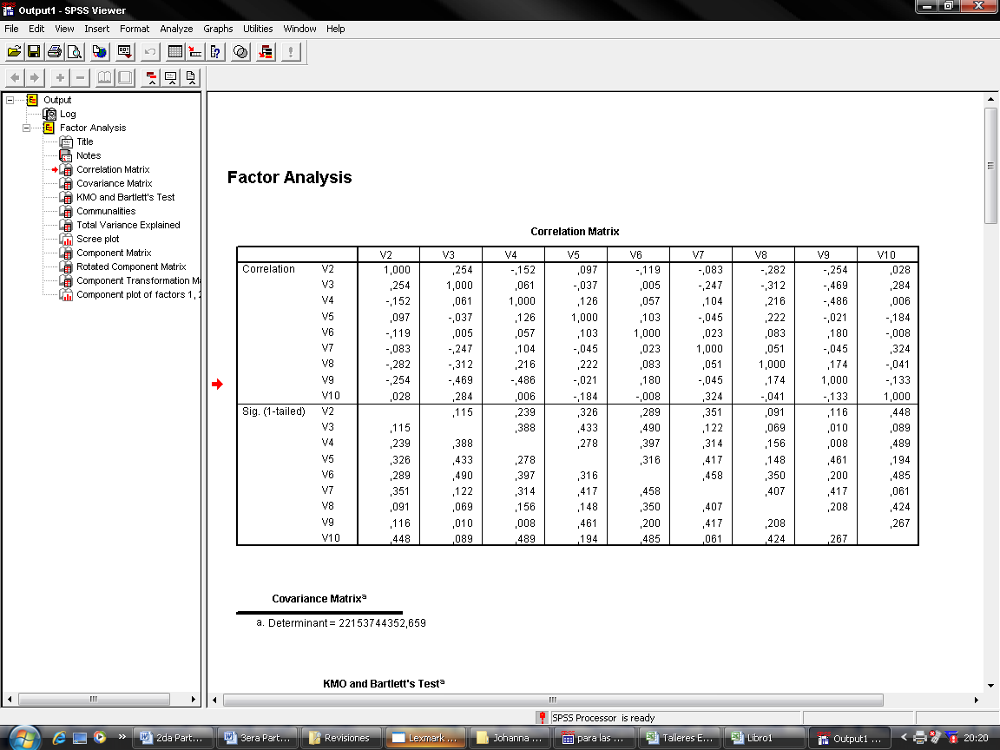 Output1 - SPSS Viewer
File Edit View Insert Format Analyze Graphs Utilities Window Help
Output
Log
Factor Analysis
Title
Notes
Correlation Matrix
Covariance Matrix
KMO and Bartlett's Test
Communalities
Total Variance Explained
Scree plot
Component Matrix
Rotated Component Matrix
Component Transformation Ma
Component plot of factors 1, 2
Factor Analysis
Correlation Matrix
V2 V3 V4 V5 V6 V7 V8 V9 V10
Correlation V2 1,000 ,254 -,152 ,097 -,119 -,083 -,282 -,254 ,028
V3 ,254 1,000 ,061 -,037 ,005 -,247 -,312 -,469 ,284
V4 -,152 ,061 1,000 ,126 ,057 ,104 ,216 -,486 ,006
V5 ,097 -,037 ,126 1,000 ,103 -,045 ,222 -,021 -,184
V6 -,119 ,005 ,057 ,103 1,000 ,023 ,083 ,180 -,008
V7 -,083 -,247 ,104 -,045 ,023 1,000 ,051 -,045 ,324
V8 -,282 -,312 ,216 ,222 ,083 ,051 1,000 ,174 -,041
V9 -,254 -,469 -,486 -,021 ,180 -,045 ,174 1,000 -,133
V10 ,028 ,284 ,006 -,184 -,008 ,324 -,041 -,133 1,000
Sig. (1-tailed) V2 ,115 ,239 ,326 ,289 ,351 ,091 ,116 ,448
V3 ,115 ,388 ,433 ,490 ,122 ,069 ,010 ,089
V4 ,239 ,388 ,278 ,397 ,314 ,156 ,008 ,489
V5 ,326 ,433 ,278 ,316 ,417 ,148 ,461 ,194
V6 ,289 ,490 ,397 ,316 ,458 ,350 ,200 ,485
V7 ,351 ,122 ,314 ,417 ,458 ,407 ,417 ,061
V8 ,091 ,069 ,156 ,148 ,350 ,407 ,208 ,424
V9 ,116 ,010 ,008 ,461 ,200 ,417 ,208 ,267
V10 ,448 ,089 ,489 ,194 ,485 ,061 ,424 ,267
Covariance Matrixa
a. Determinant = 22153744352,659
KMO and Bartlett's Testa
SPSS Processor is ready
2da Part... 3era Part... Revisiones Lexmark ... Johanna ... para las ... Talleres E... Libro1 Output1 ... 20:20